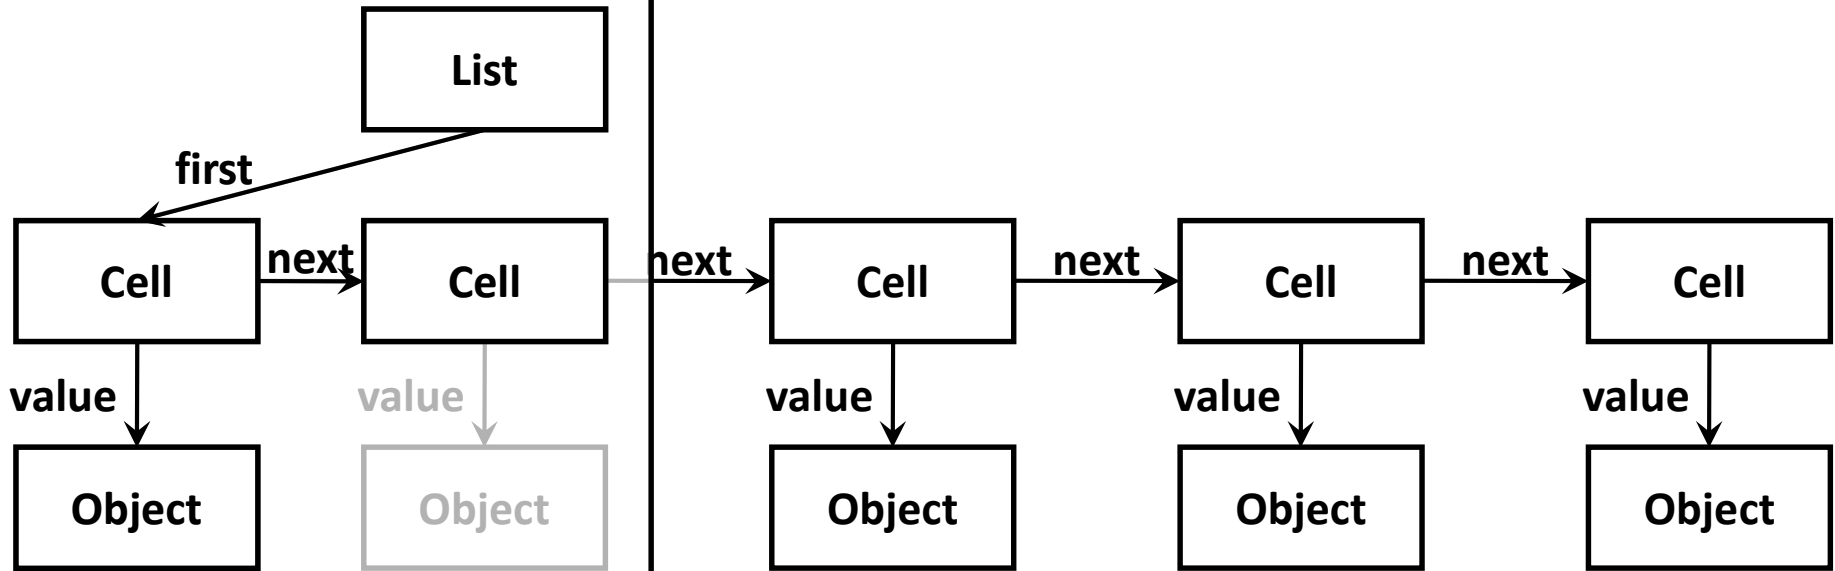 List
first
Cell next Cell next Cell next Cell next Cell
value value value value value
Object Object Object Object Object